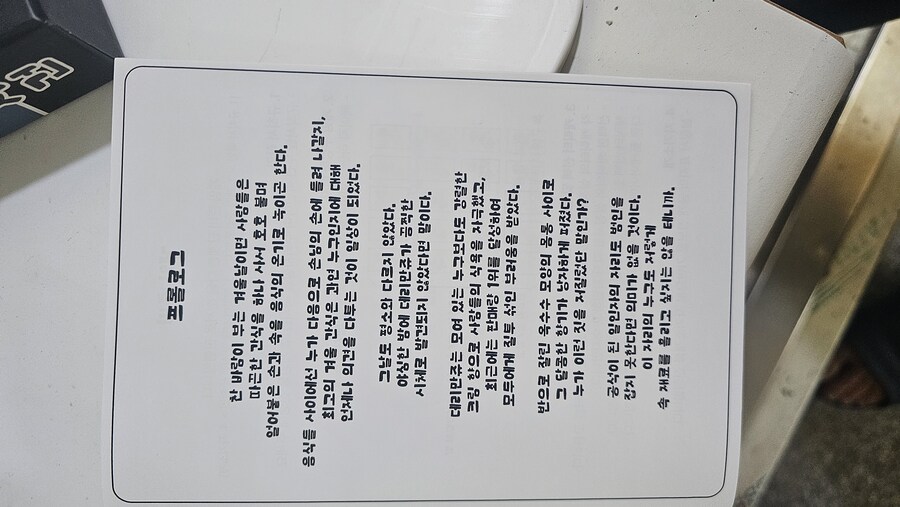 프롤로그
찬 바람이 부는 겨울날이면 사람들은
따끈한 간식을 하나 사서 호호 불며
얼어붙은 손과 속을 음식의 온기로 녹이곤 한다.
음식들 사이에선 누가 다음으로 손님의 손에 들려 나갈지,
최고의 겨울 간식은 과연 누구인지에 대해
언제나 의견을 다투는 것이 일상이 되었다.
그날도 평소와 다르지 않았다.
야심한 밤에 데리만쥬가 끔찍한
시체로 발견되지 않았다면 말이다.
데리만쥬는 모여 있는 누구보다도 강렬한
크림 향으로 사람들의 식욕을 자극했고,
최근에는 판매량 1위를 달성하여
모두에게 질투 섞인 부러움을 받았다.
반으로 잘린 옥수수 모양의 몸통 사이로
그 달콤한 향기가 낭자하게 퍼졌다.
누가 이런 짓을 저질렀단 말인가?
공석이 된 일인자의 자리도 범인을
잡지 못한다면 의미가 없을 것이다.
이 자리의 누구도 저렇게
속 재료를 흘리고 싶지는 않을 테니까.